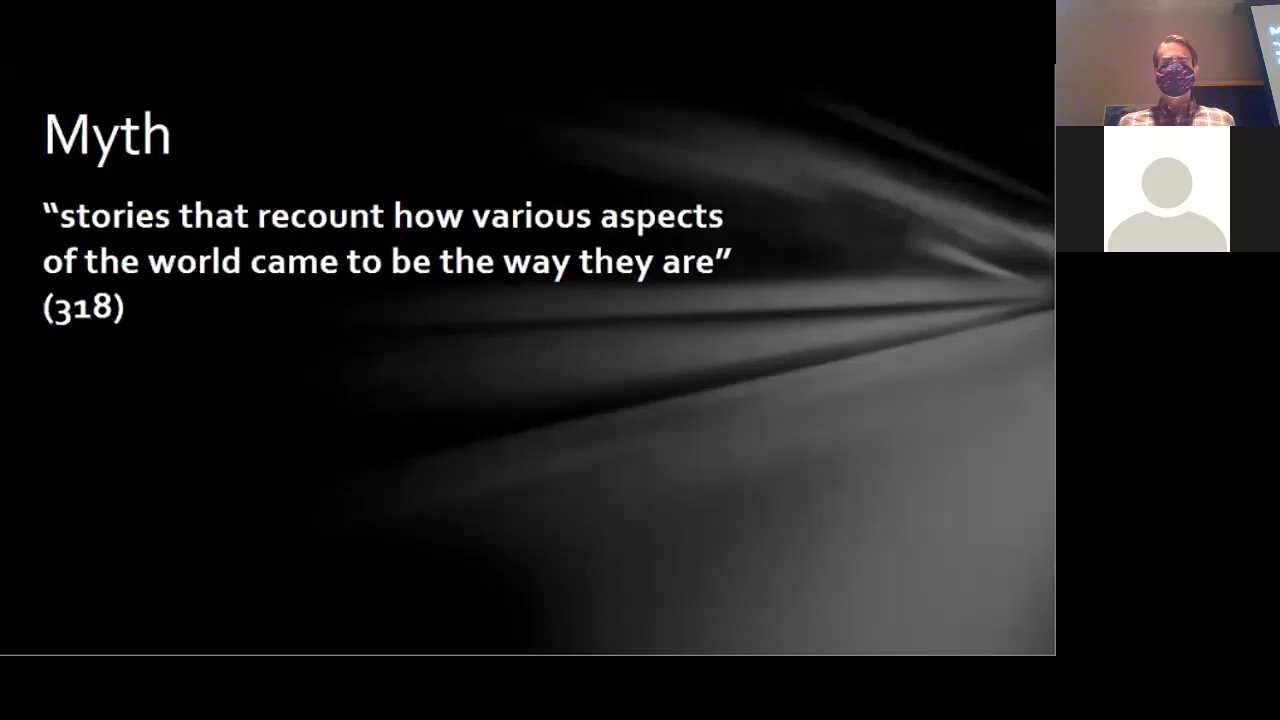 Myth
“stories that recount how various aspects
of the world came to be the way they are”
(318)